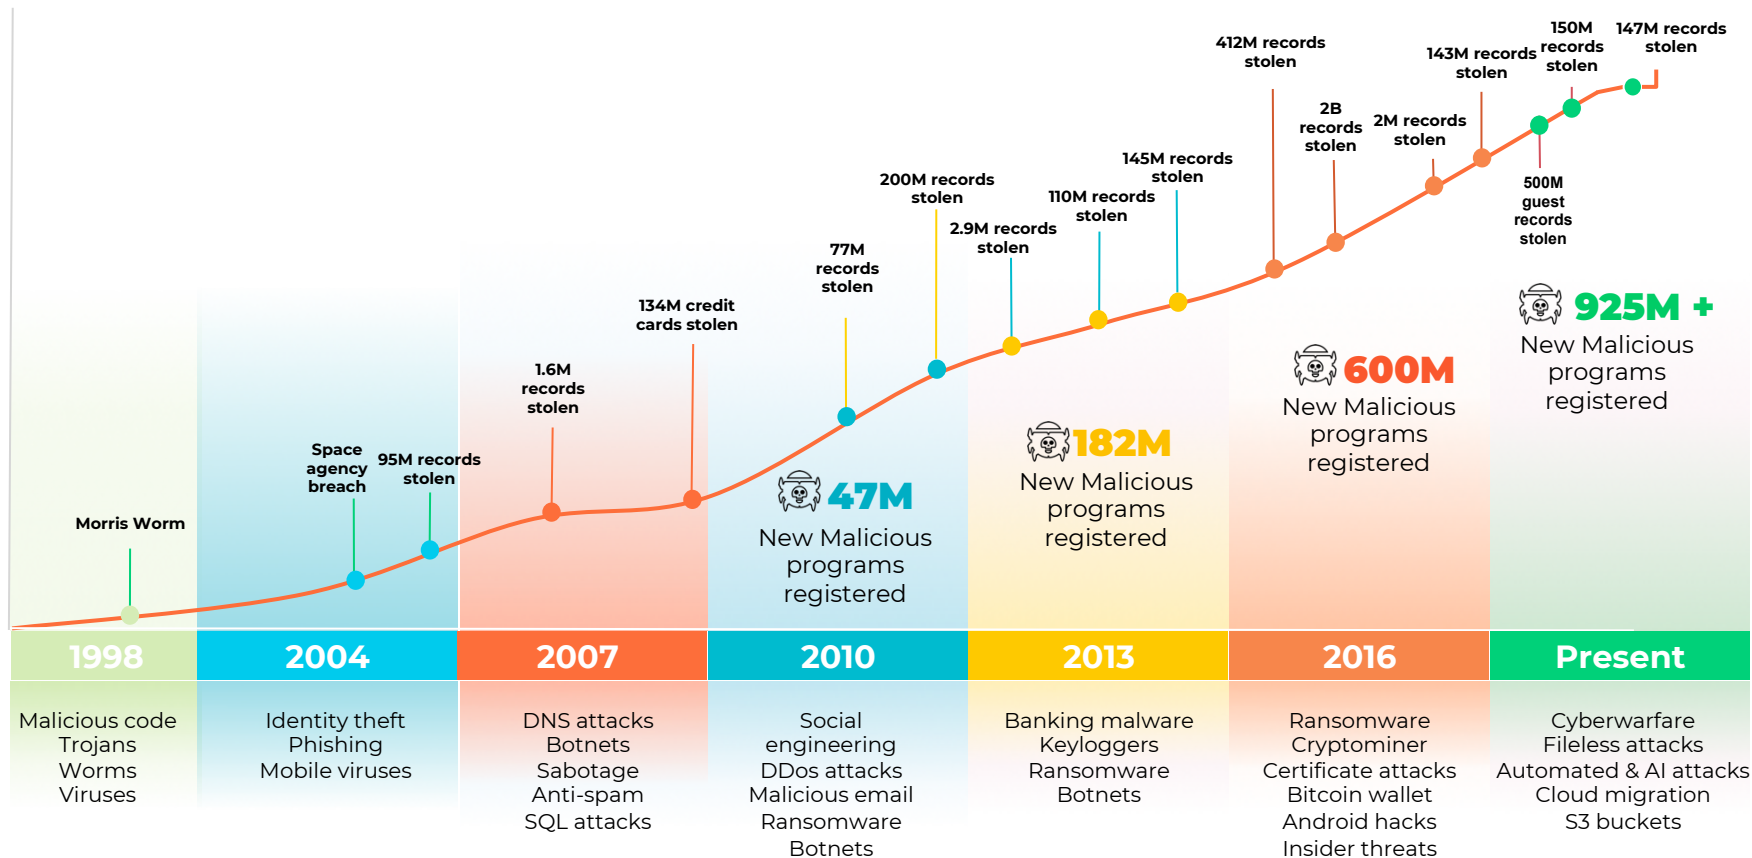 Morris Worm
Space
agency
breach
95M records
stolen
1.6M
records
stolen
134M credit
cards stolen
77M
records
stolen
200M records
stolen
2.9M records
stolen
110M records
stolen
145M records
stolen
412M records
stolen
2B
records
stolen
2M records
stolen
143M records
stolen
500M
guest
records
stolen
150M
records
stolen
147M records
stolen
47M
New Malicious
programs
registered
182M
New Malicious
programs
registered
600M
New Malicious
programs
registered
925M +
New Malicious
programs
registered
1998
2004
2007
2010
2013
2016
Present
Malicious code
Trojans
Worms
Viruses
Identity theft
Phishing
Mobile viruses
DNS attacks
Botnets
Sabotage
Anti-spam
SQL attacks
Social
engineering
DDos attacks
Malicious email
Ransomware
Botnets
Banking malware
Keyloggers
Ransomware
Botnets
Ransomware
Cryptominer
Certificate attacks
Bitcoin wallet
Android hacks
Insider threats
Cyberwarfare
Fileless attacks
Automated & AI attacks
Cloud migration
S3 buckets